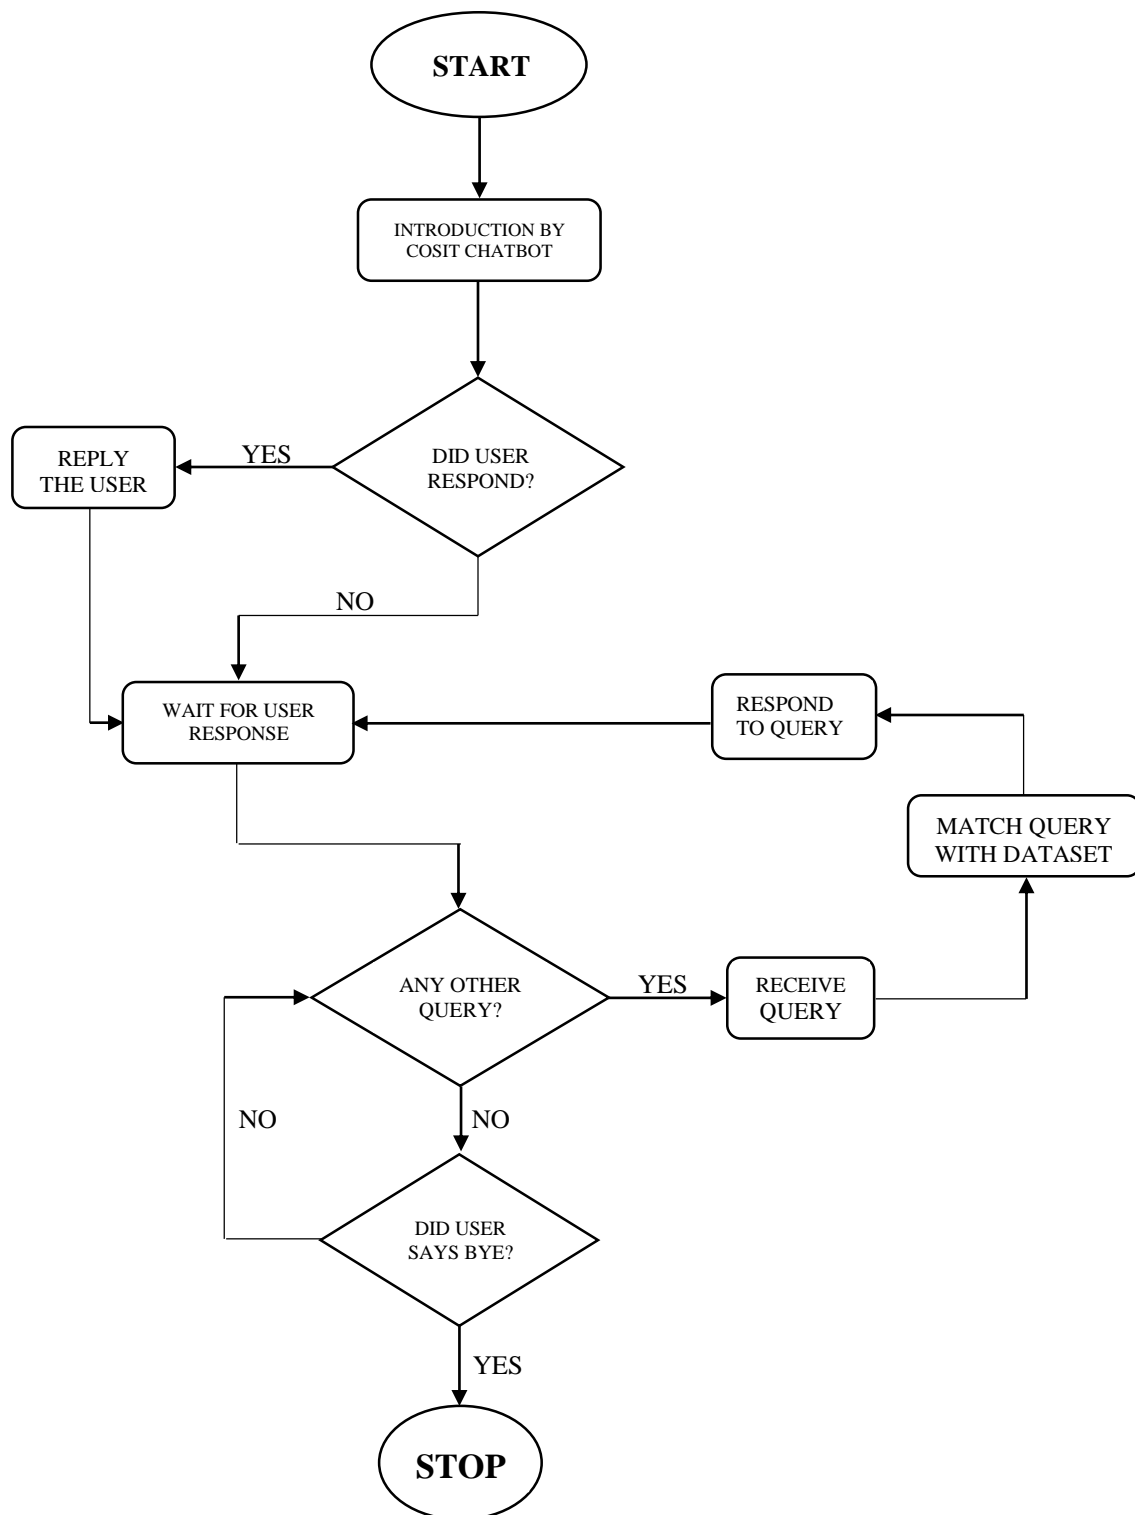 START
INTRODUCTION BY
COSIT CHATBOT
DID USER
RESPOND?
YES
REPLY
THE USER
NO
WAIT FOR USER
RESPONSE
RESPOND
TO QUERY
MATCH QUERY
WITH DATASET
ANY OTHER
QUERY?
YES
RECEIVE
QUERY
NO
NO
DID USER
SAYS BYE?
YES
STOP